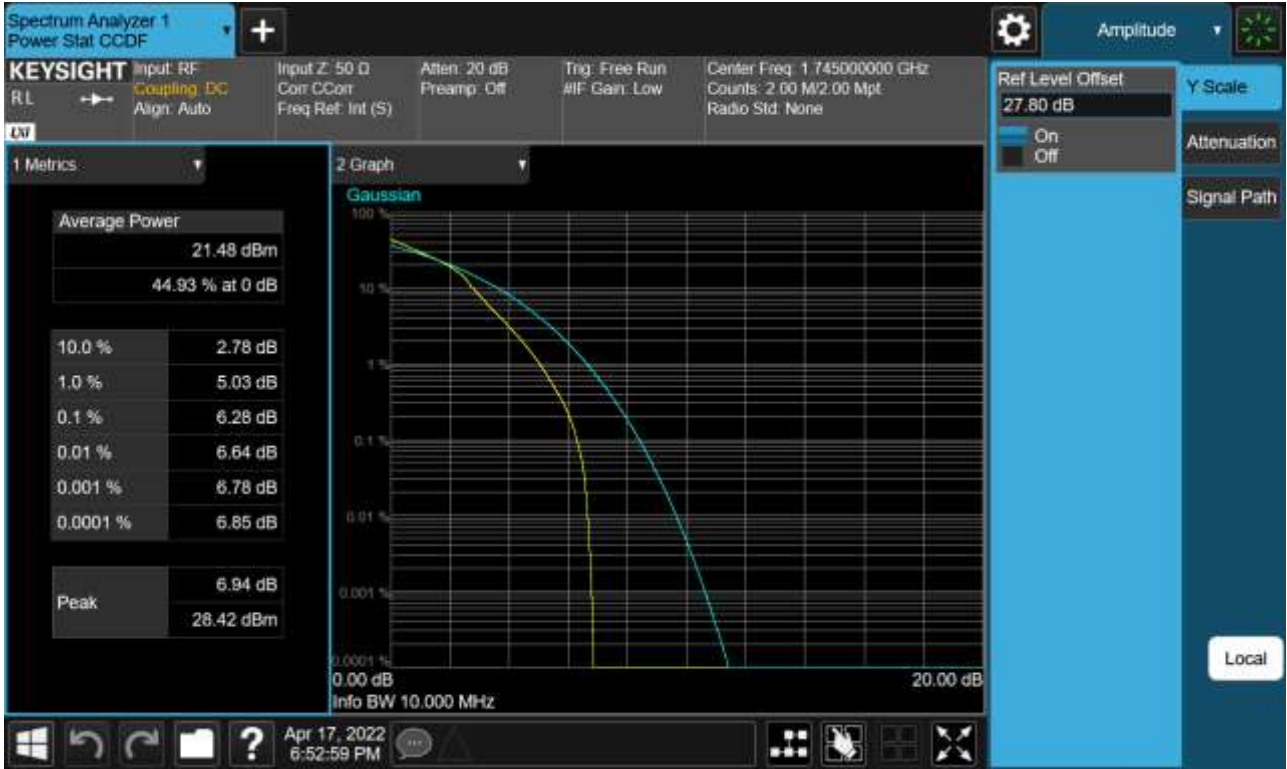 Spectrum Analyzer 1
Power Stat CCDF
Amplitude
KEYSIGHT
RL
LXI
Input: RF
Coupling: DC
Align: Auto
Input Z: 50 Ω
Corr CCorr
Freq Ref: Int (S)
Atten: 20 dB
Preamp: Off
Trig: Free Run
#IF Gain: Low
Center Freq: 1.745000000 GHz
Counts: 2.00 M/2.00 Mpt
Radio Std: None
Ref Level Offset
27.80 dB
On
Off
Y Scale
Attenuation
Signal Path
Local
1 Metrics
Average Power
21.48 dBm
44.93 % at 0 dB
10.0 % 2.78 dB
1.0 % 5.03 dB
0.1 % 6.28 dB
0.01 % 6.64 dB
0.001 % 6.78 dB
0.0001 % 6.85 dB
Peak
6.94 dB
28.42 dBm
2 Graph
Gaussian
100 %
10 %
1 %
0.1 %
0.01 %
0.001 %
0.0001 %
0.00 dB
20.00 dB
Info BW 10.000 MHz
?
Apr 17, 2022
6:52:59 PM